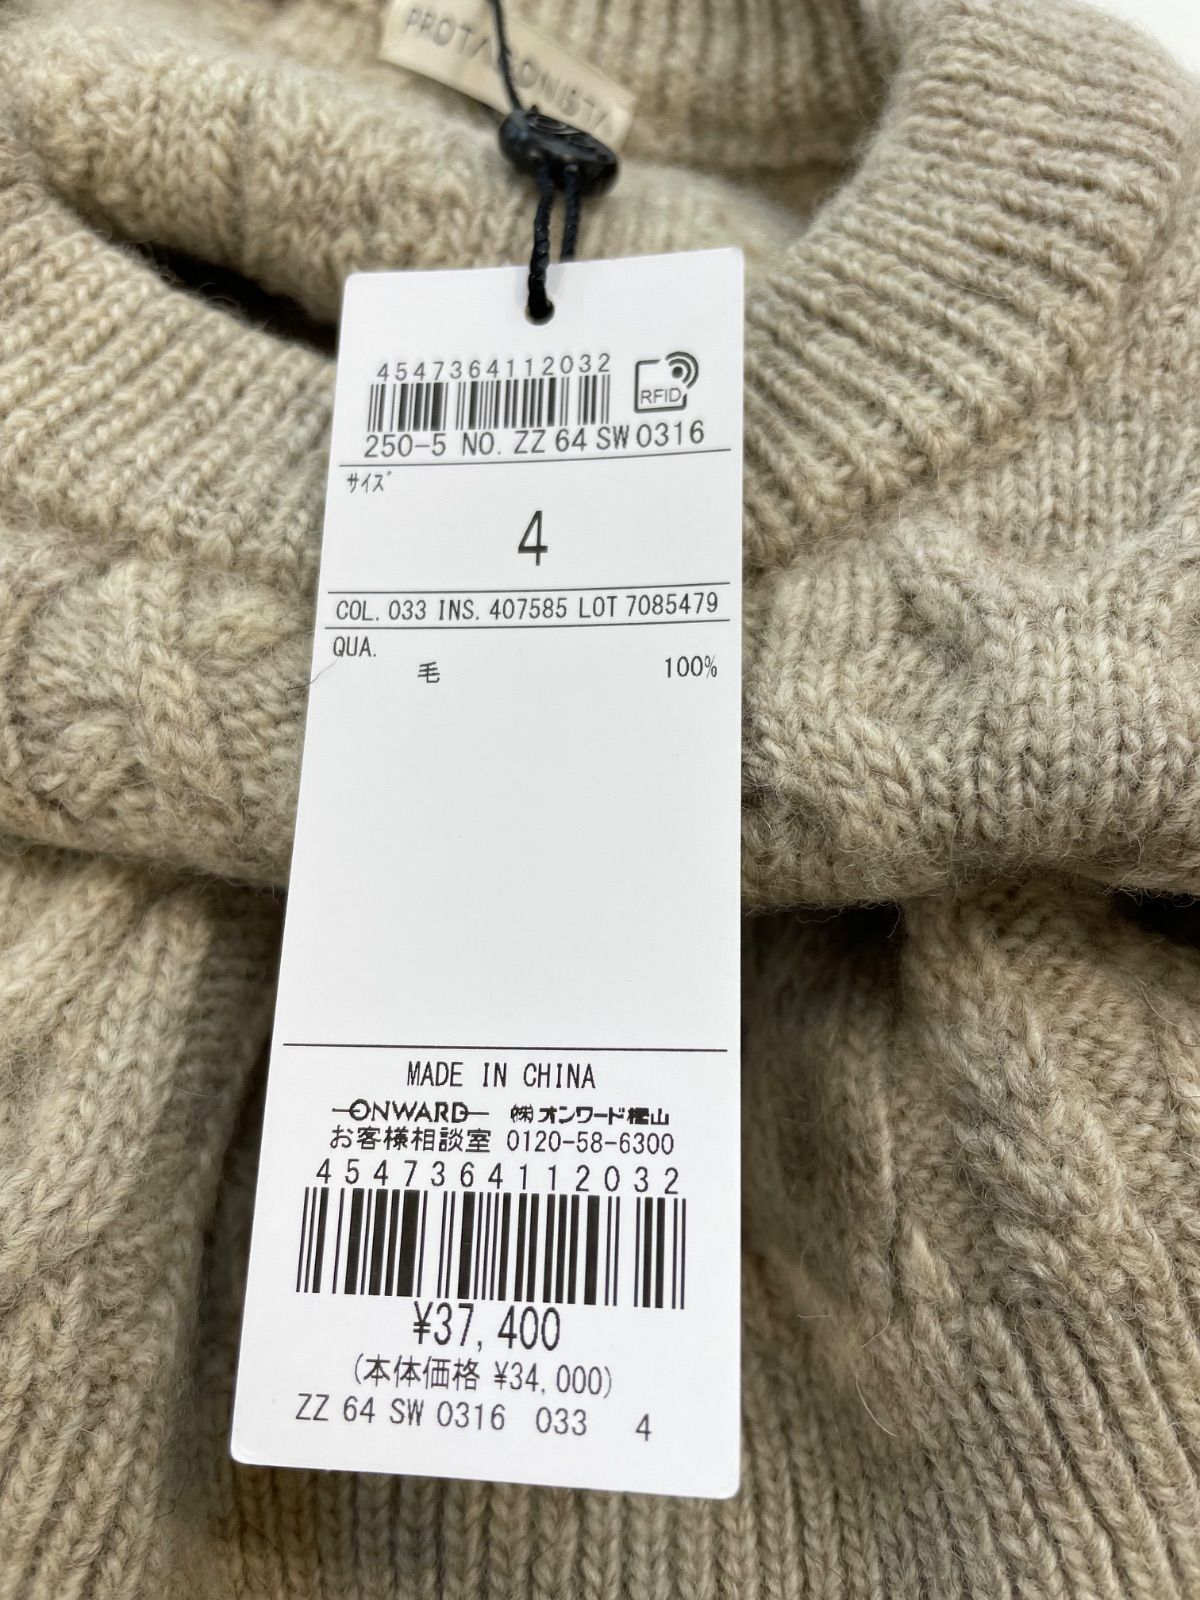 4547364112032
RFID
250-5 NO. ZZ 64 SW 0316
サイズ
4
COL. 033 INS. 407585 LOT 7085479
QUA.
毛 100%
MADE IN CHINA
ONWARD ㈱オンワード樫山
お客様相談室 0120-58-6300
4547364112032
¥37,400
(本体価格 ¥34,000)
ZZ 64 SW 0316 033 4